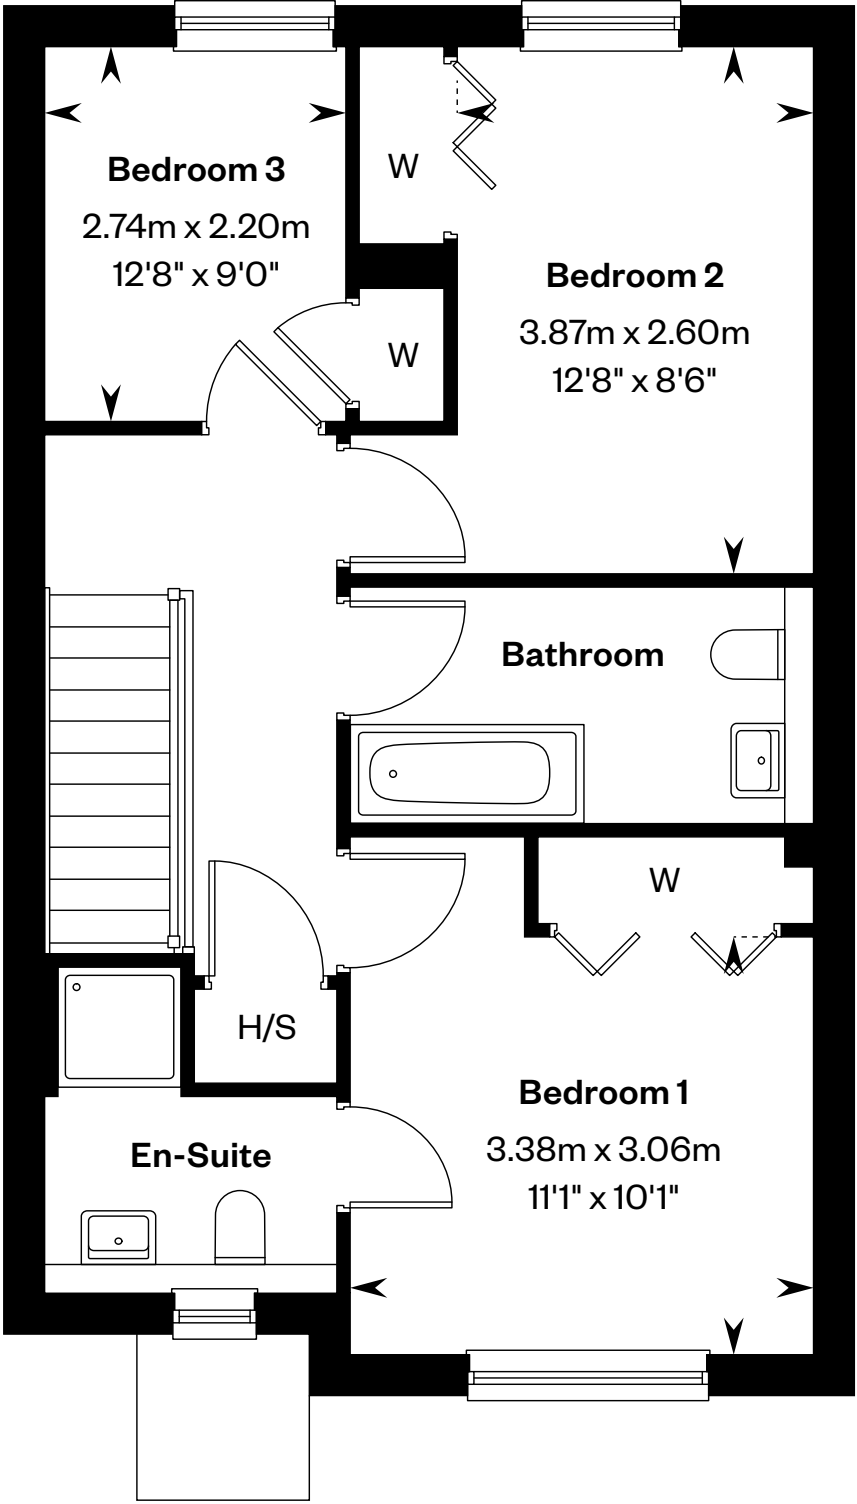 W
Bedroom 3
2.74m x 2.20m
12'8" x 9'0"
Bedroom 2
3.87m x 2.60m
12'8" x 8'6"
W
Bathroom
W
H/S
Bedroom 1
3.38m x 3.06m
11'1" x 10'1"
En-Suite